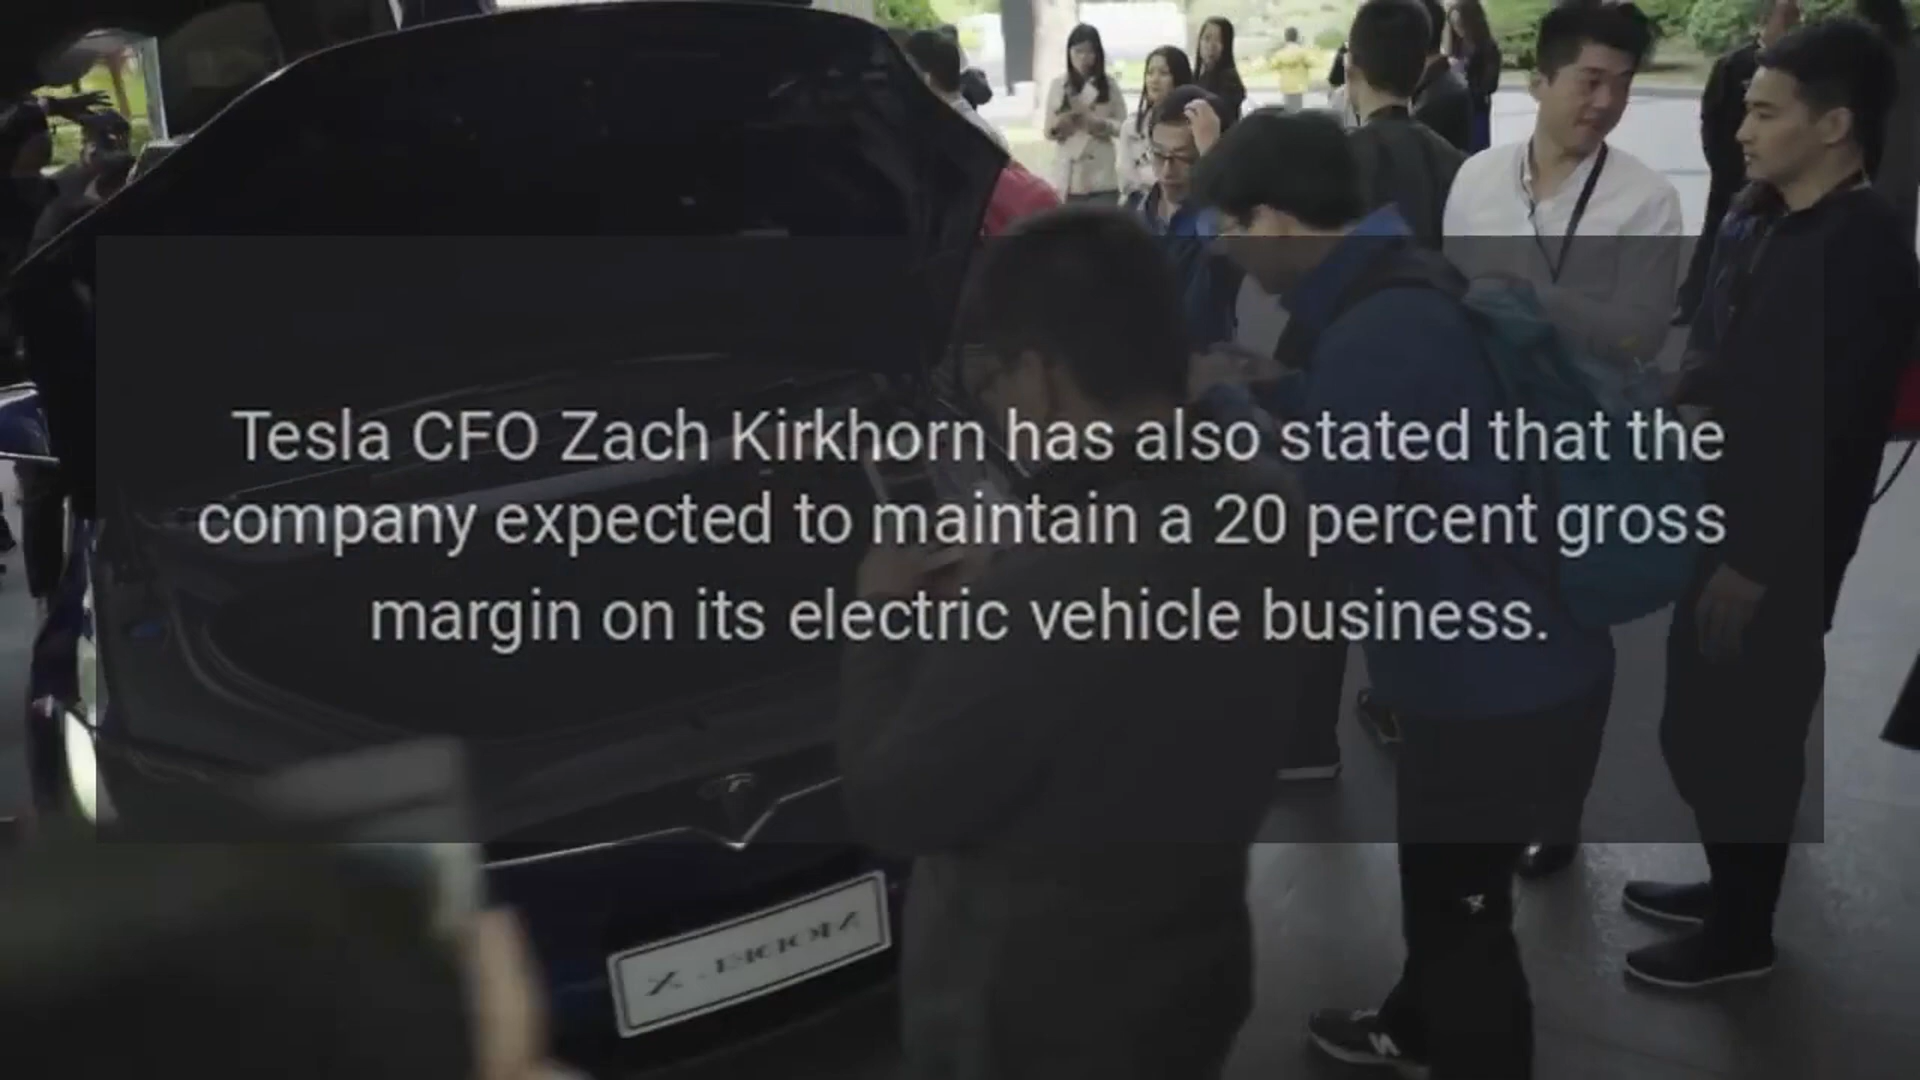 Tesla CFO Zach Kirkhorn has also stated that the
company expected to maintain a 20 percent gross
margin on its electric vehicle business.